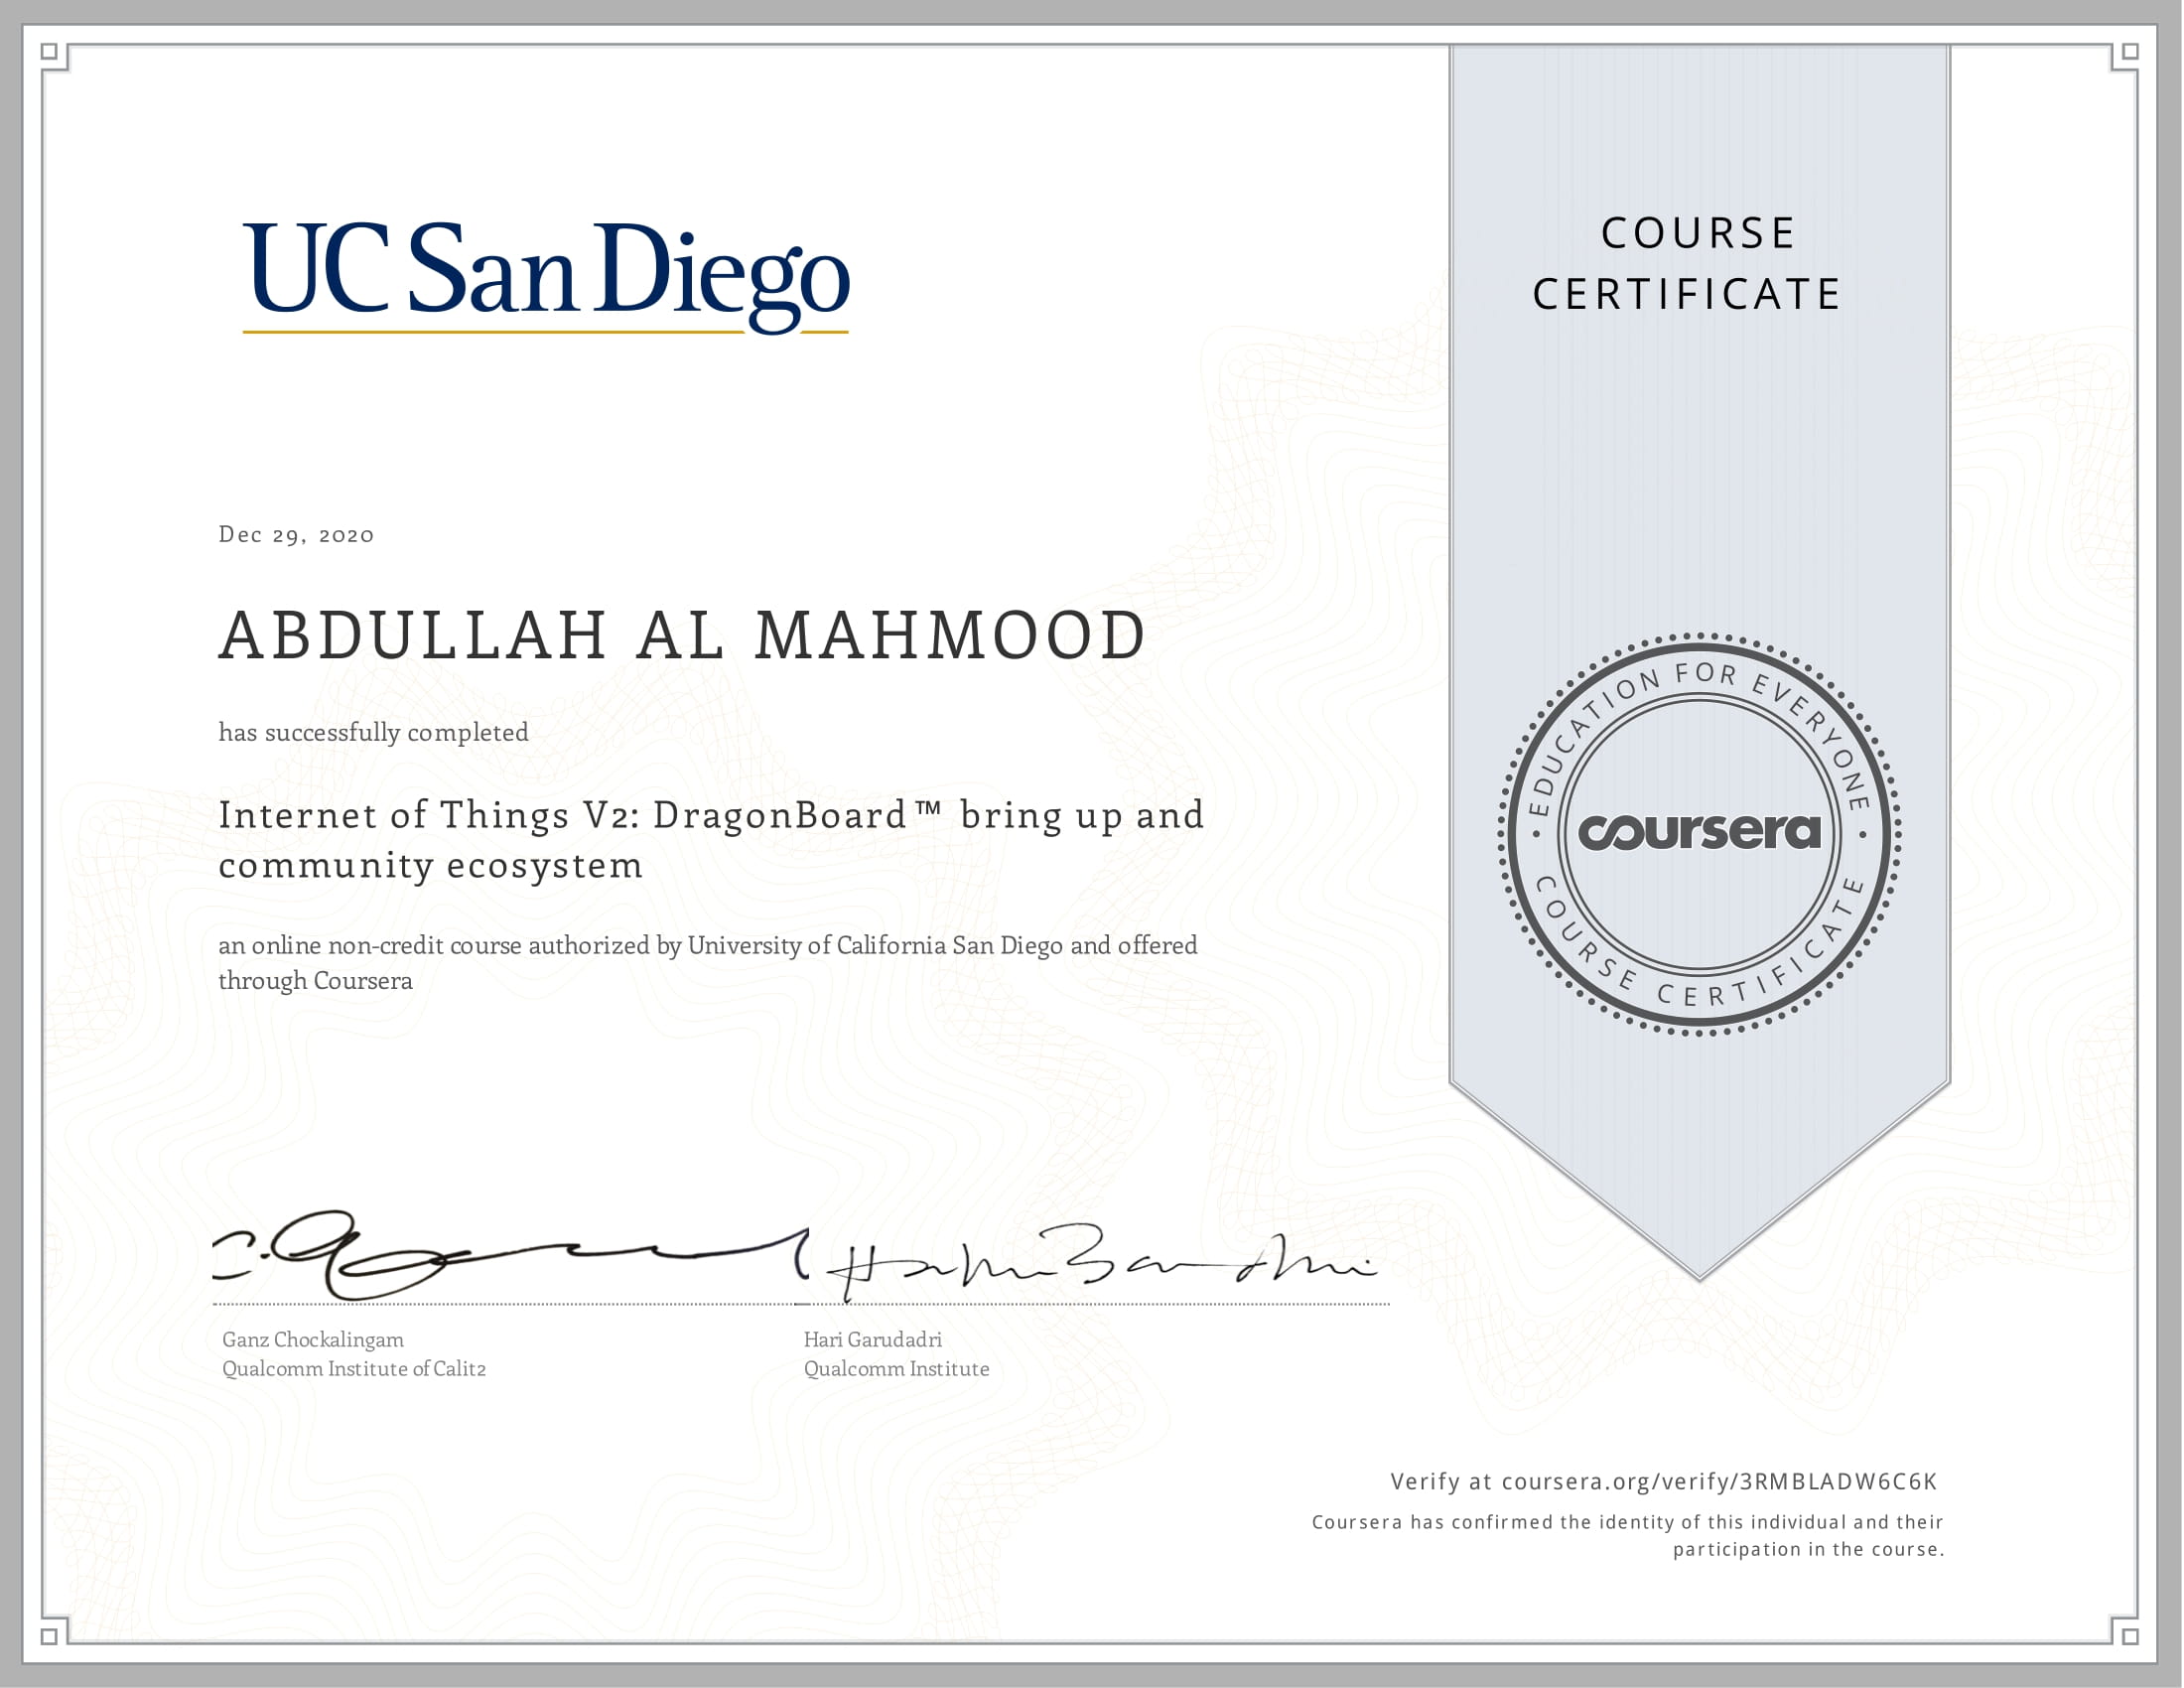 UC San Diego
COURSE
CERTIFICATE
Dec 29, 2020
ABDULLAH AL MAHMOOD
has successfully completed
Internet of Things V2: DragonBoard™ bring up and
community ecosystem
an online non-credit course authorized by University of California San Diego and offered
through Coursera
• EDUCATION FOR EVERYONE •
coursera
COURSE CERTIFICATE
Ganz Chockalingam
Qualcomm Institute of Calit2
Hari Garudadri
Qualcomm Institute
Verify at coursera.org/verify/3RMBLADW6C6K
Coursera has confirmed the identity of this individual and their
participation in the course.